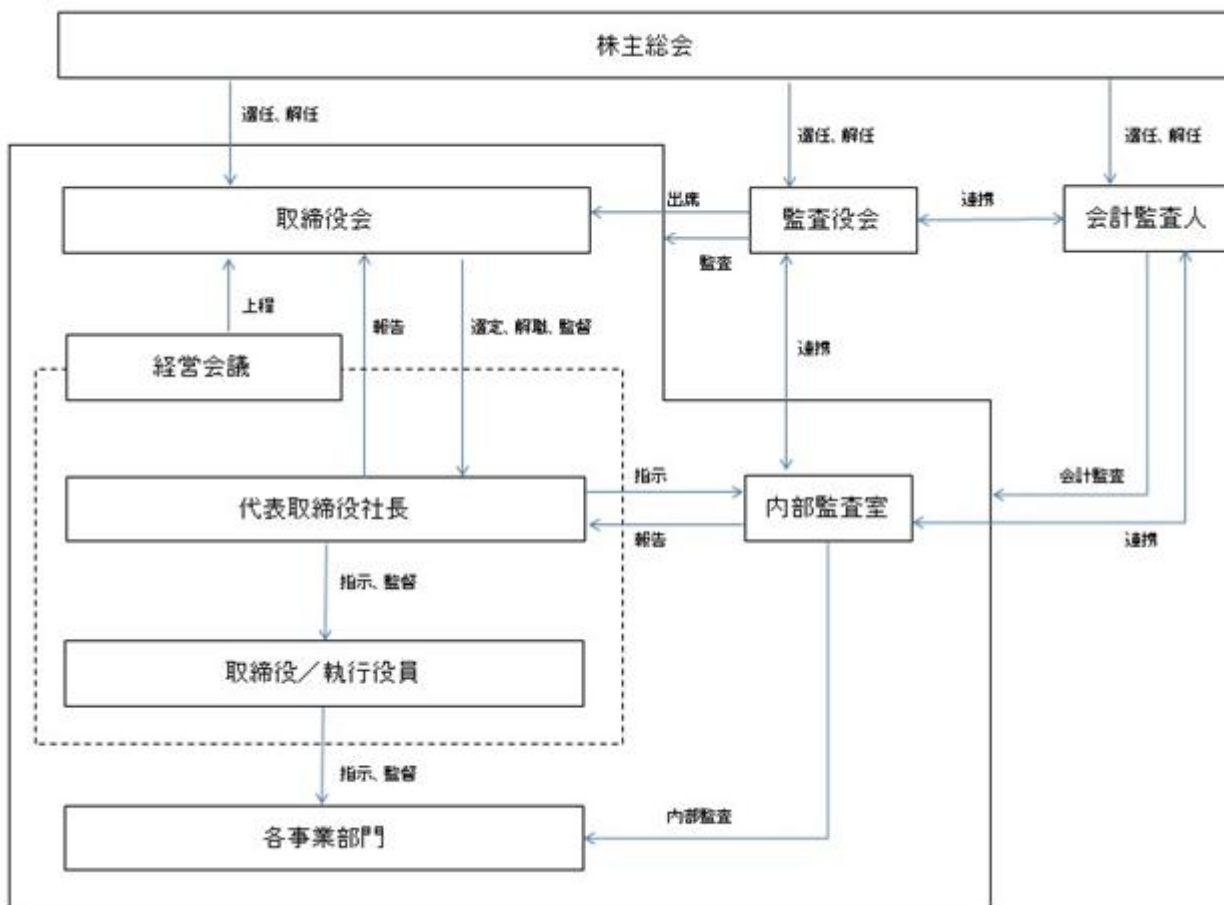 株主総会
選任、解任
選任、解任
選任、解任
取締役会
出席
監査役会
連携
会計監査人
監査
上程
報告
選定、解職、監督
連携
経営会議
代表取締役社長
指示
内部監査室
会計監査
報告
連携
指示、監督
取締役／執行役員
指示、監督
各事業部門
内部監査